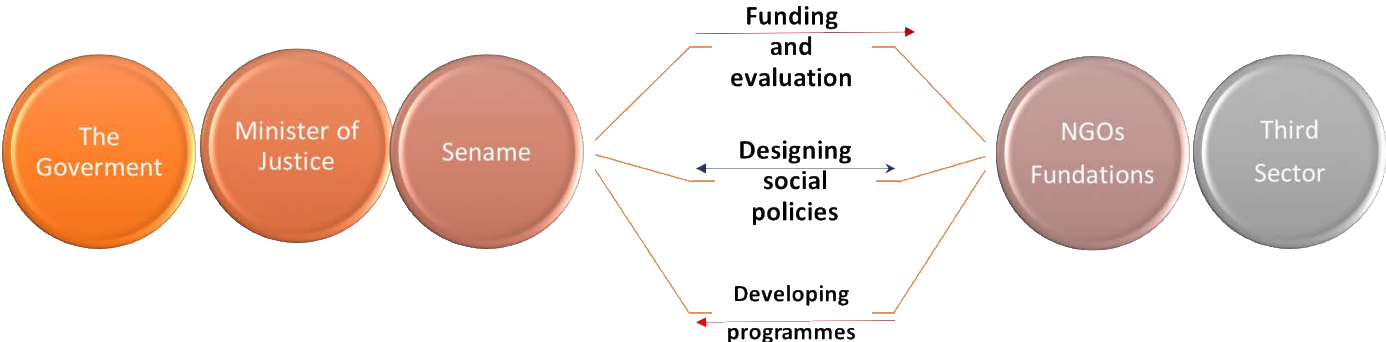 The
Goverment
Minister of
Justice
Sename
Funding
and
evaluation
Designing
social
policies
Developing
programmes
NGOs
Fundations
Third
Sector